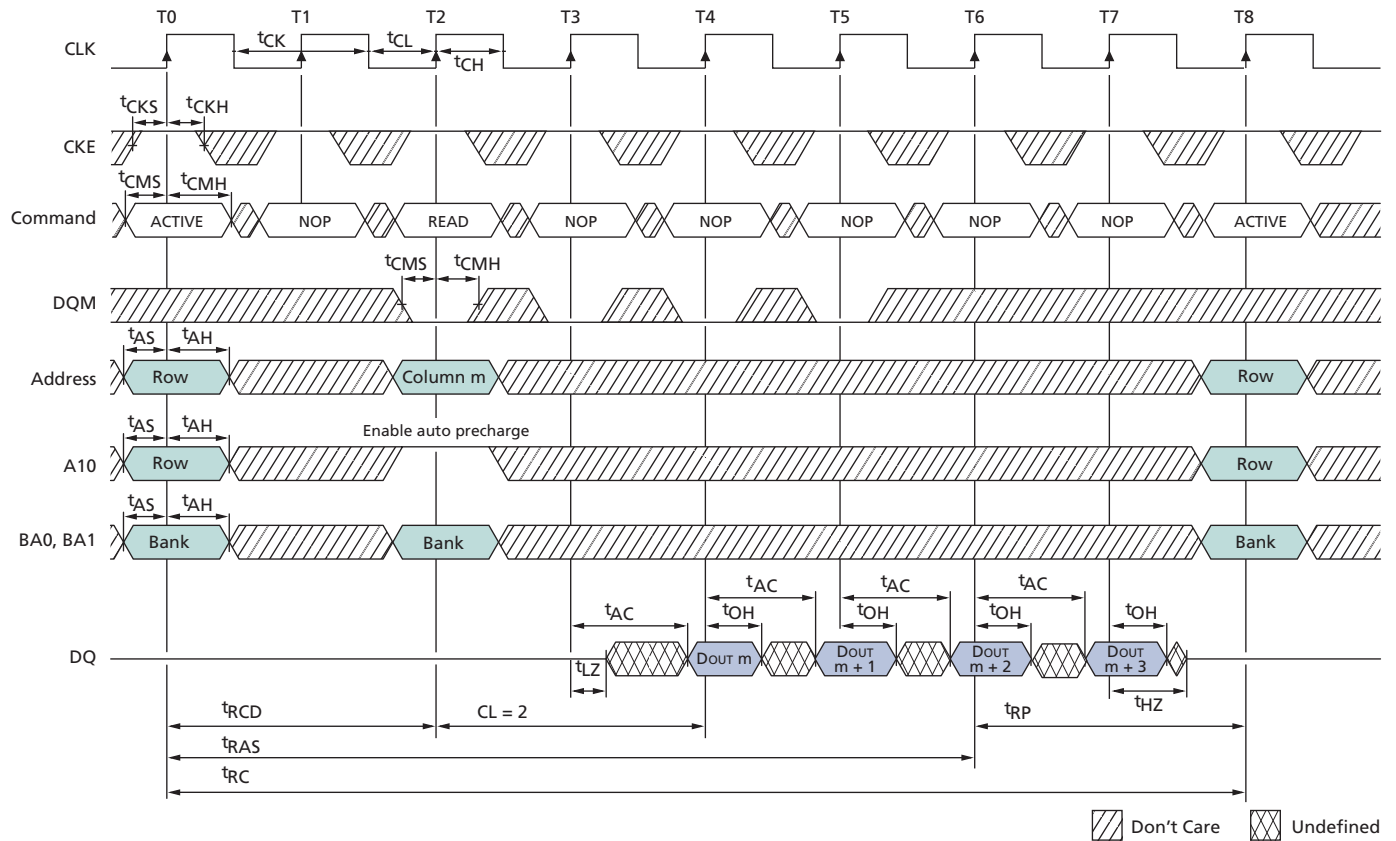 T0 T1 T2 T3 T4 T5 T6 T7 T8
CLK
tCK tCL
tCH
tCKS tCKH
CKE
tCMS tCMH
Command ACTIVE NOP READ NOP NOP NOP NOP NOP ACTIVE
tCMS tCMH
DQM
tAS tAH
Address Row Column m Row
tAS tAH
Enable auto precharge
A10 Row Row
tAS tAH
BA0, BA1 Bank Bank Bank
tAC tAC tAC
tAC tOH tOH tOH tOH
DQ DOUT m DOUT m + 1 DOUT m + 2 DOUT m + 3
tLZ
tHZ
tRCD CL = 2 tRP
tRAS
tRC
Don't Care Undefined